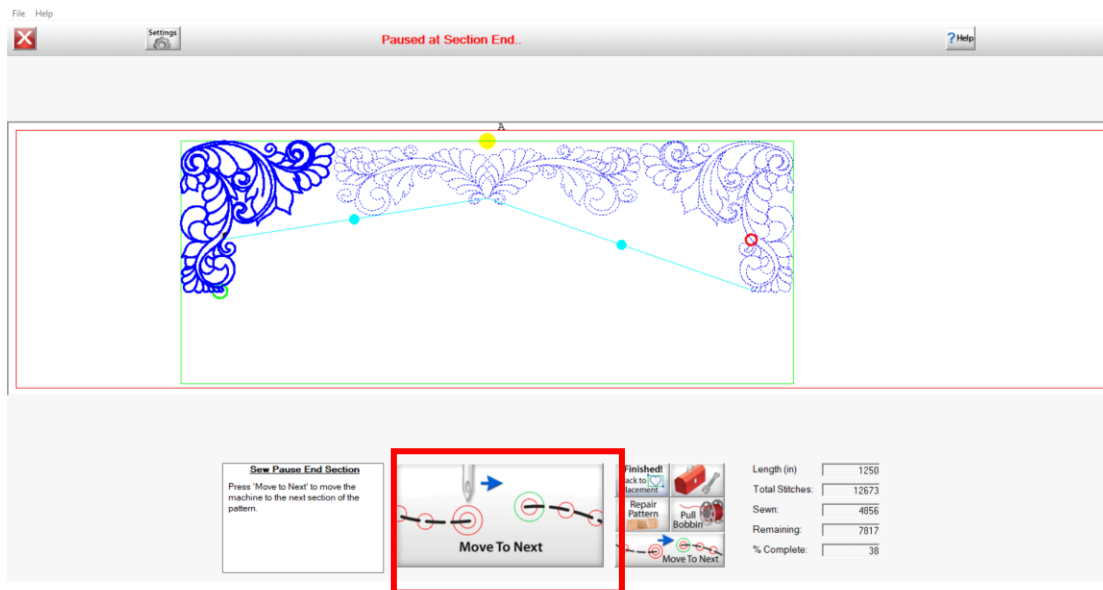 File Help
Settings
Paused at Section End..
?Help
A
Sew Pause End Section
Press 'Move to Next' to move the
machine to the next section of the
pattern.
Move To Next
Finished!
Repair
Pattern
Pull
Bobbin
Move To Next
Length (in) 1250
Total Stitches: 12673
Sewn: 4856
Remaining: 7817
% Complete: 38